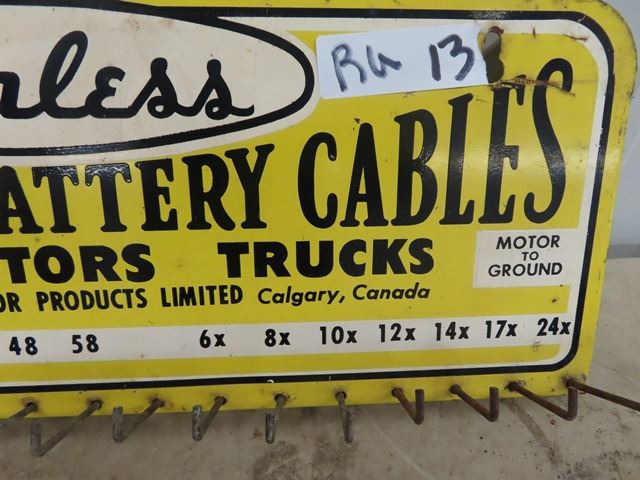 rless
RG 13
ATTERY CABLES
TORS TRUCKS
MOTOR
TO
GROUND
OR PRODUCTS LIMITED Calgary, Canada
48 58 6x 8x 10x 12x 14x 17x 24x